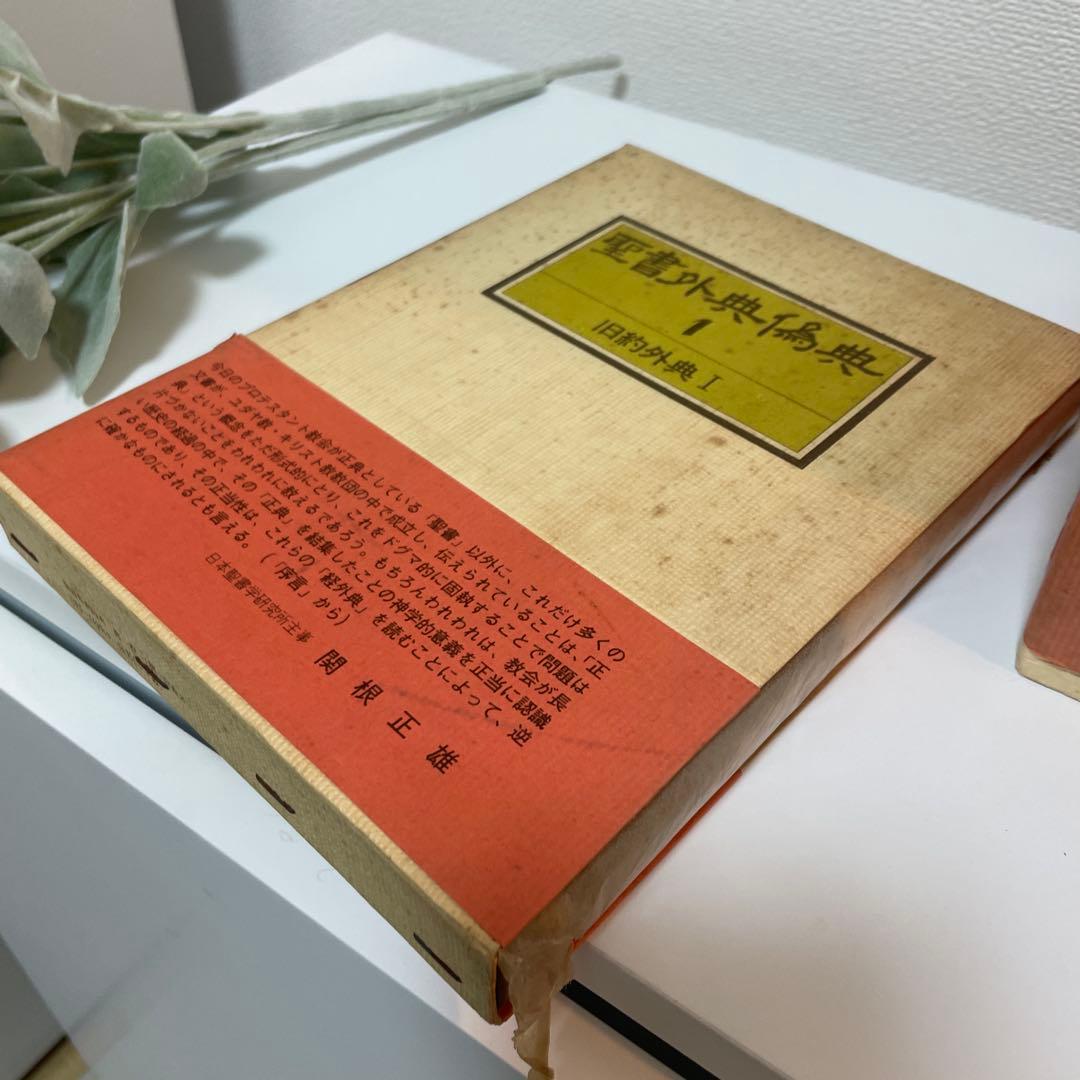 聖書外典偽典
1
旧約外典 I
今日のプロテスタント教会が正典としている「聖書」以外に、これだけ多くの
文書が、ユダヤ教・キリスト教教団の中で成立し、伝えられていることは、「正
典」という概念をただ形式的にとり、これをドグマ的に固執することで問題は
片づかないことをわれわれに教えるであろう。もちろんわれわれは、教会が長
い歴史の経過の中で、その「正典」を結集したことの神学的意義を正当に認識
するものであり、その正当性は、これらの「経外典」を読むことによって、逆
に確かなものにされるとも言える。（「序言」から）
日本聖書学研究所主事 関根正雄